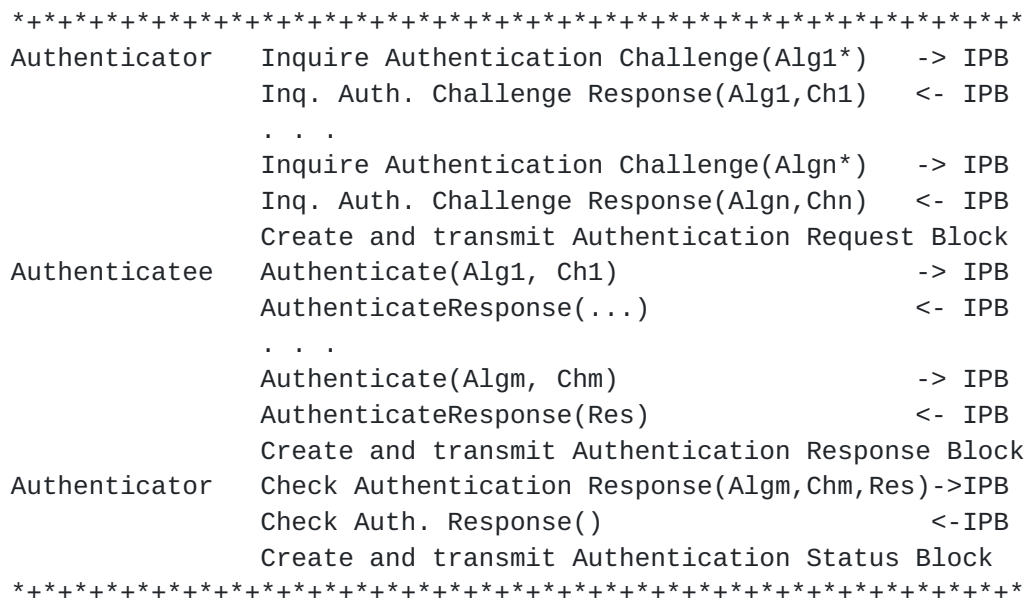 *+*+*+*+*+*+*+*+*+*+*+*+*+*+*+*+*+*+*+*+*+*+*+*+*+*+*+*+*+*+*+*+*
Authenticator   Inquire Authentication Challenge(Alg1*)   -> IPB
                Inq. Auth. Challenge Response(Alg1,Ch1)   <- IPB
                . . .
                Inquire Authentication Challenge(Algn*)   -> IPB
                Inq. Auth. Challenge Response(Algn,Chn)   <- IPB
                Create and transmit Authentication Request Block
Authenticatee   Authenticate(Alg1, Ch1)                   -> IPB
                AuthenticateResponse(...)                 <- IPB
                . . .
                Authenticate(Algm, Chm)                   -> IPB
                AuthenticateResponse(Res)                 <- IPB
                Create and transmit Authentication Response Block
Authenticator   Check Authentication Response(Algm,Chm,Res)->IPB
                Check Auth. Response()                     <-IPB
                Create and transmit Authentication Status Block
*+*+*+*+*+*+*+*+*+*+*+*+*+*+*+*+*+*+*+*+*+*+*+*+*+*+*+*+*+*+*+*+*